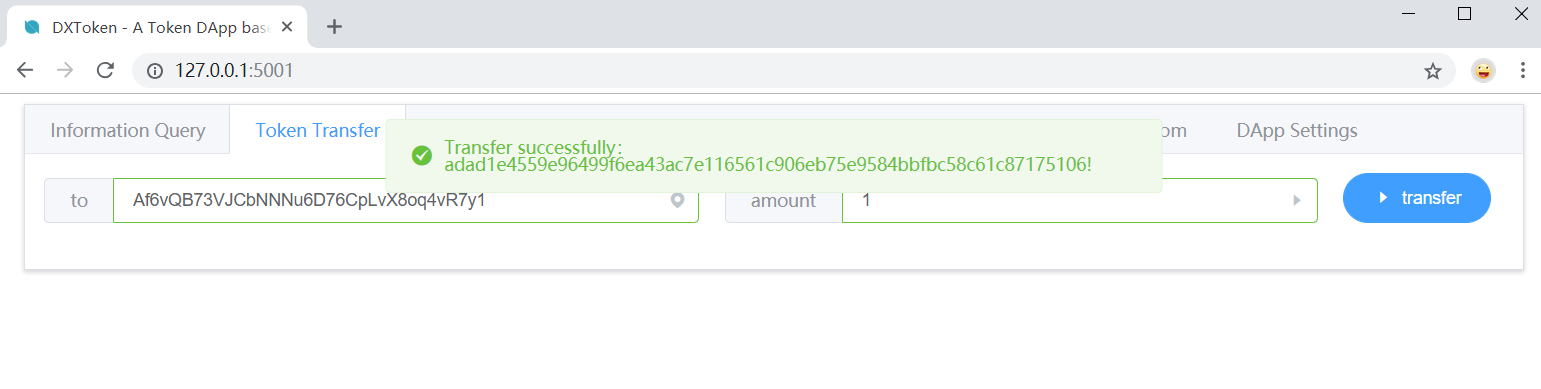 DXToken - A Token DApp base
127.0.0.1:5001
Information Query
Token Transfer
om
DApp Settings
Transfer successfully:
adad1e4559e96499f6ea43ac7e116561c906eb75e9584bbfbc58c61c87175106!
to
Af6vQB73VJCbNNNu6D76CpLvX8oq4vR7y1
amount
1
transfer